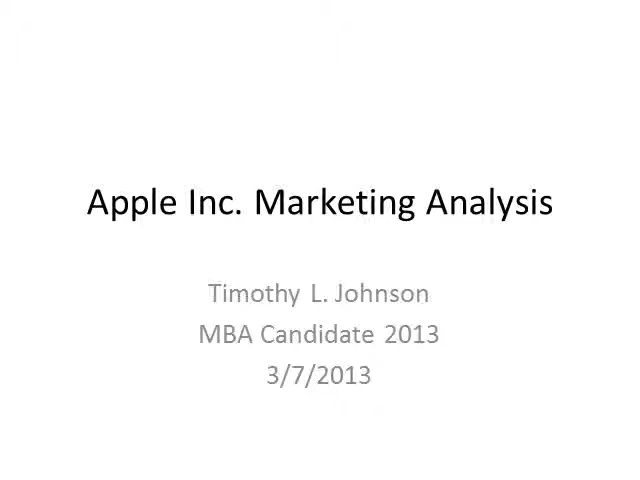 Apple Inc. Marketing Analysis
Timothy L. Johnson
MBA Candidate 2013
3/7/2013